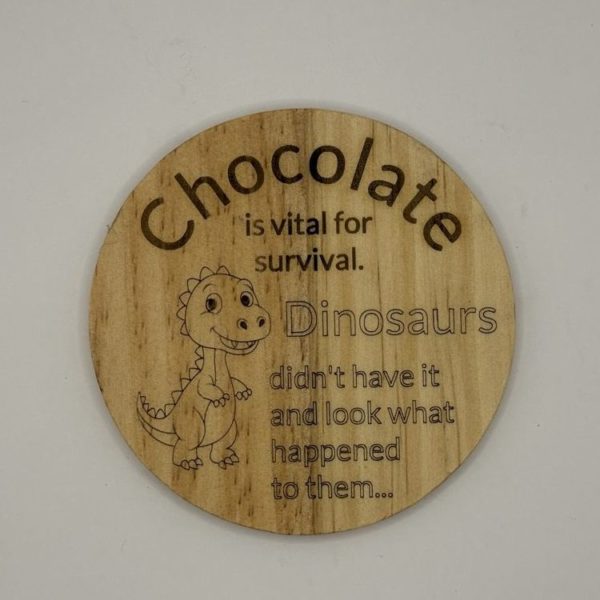 Chocolate
is vital for
survival.
Dinosaurs
didn't have it
and look what
happened
to them...